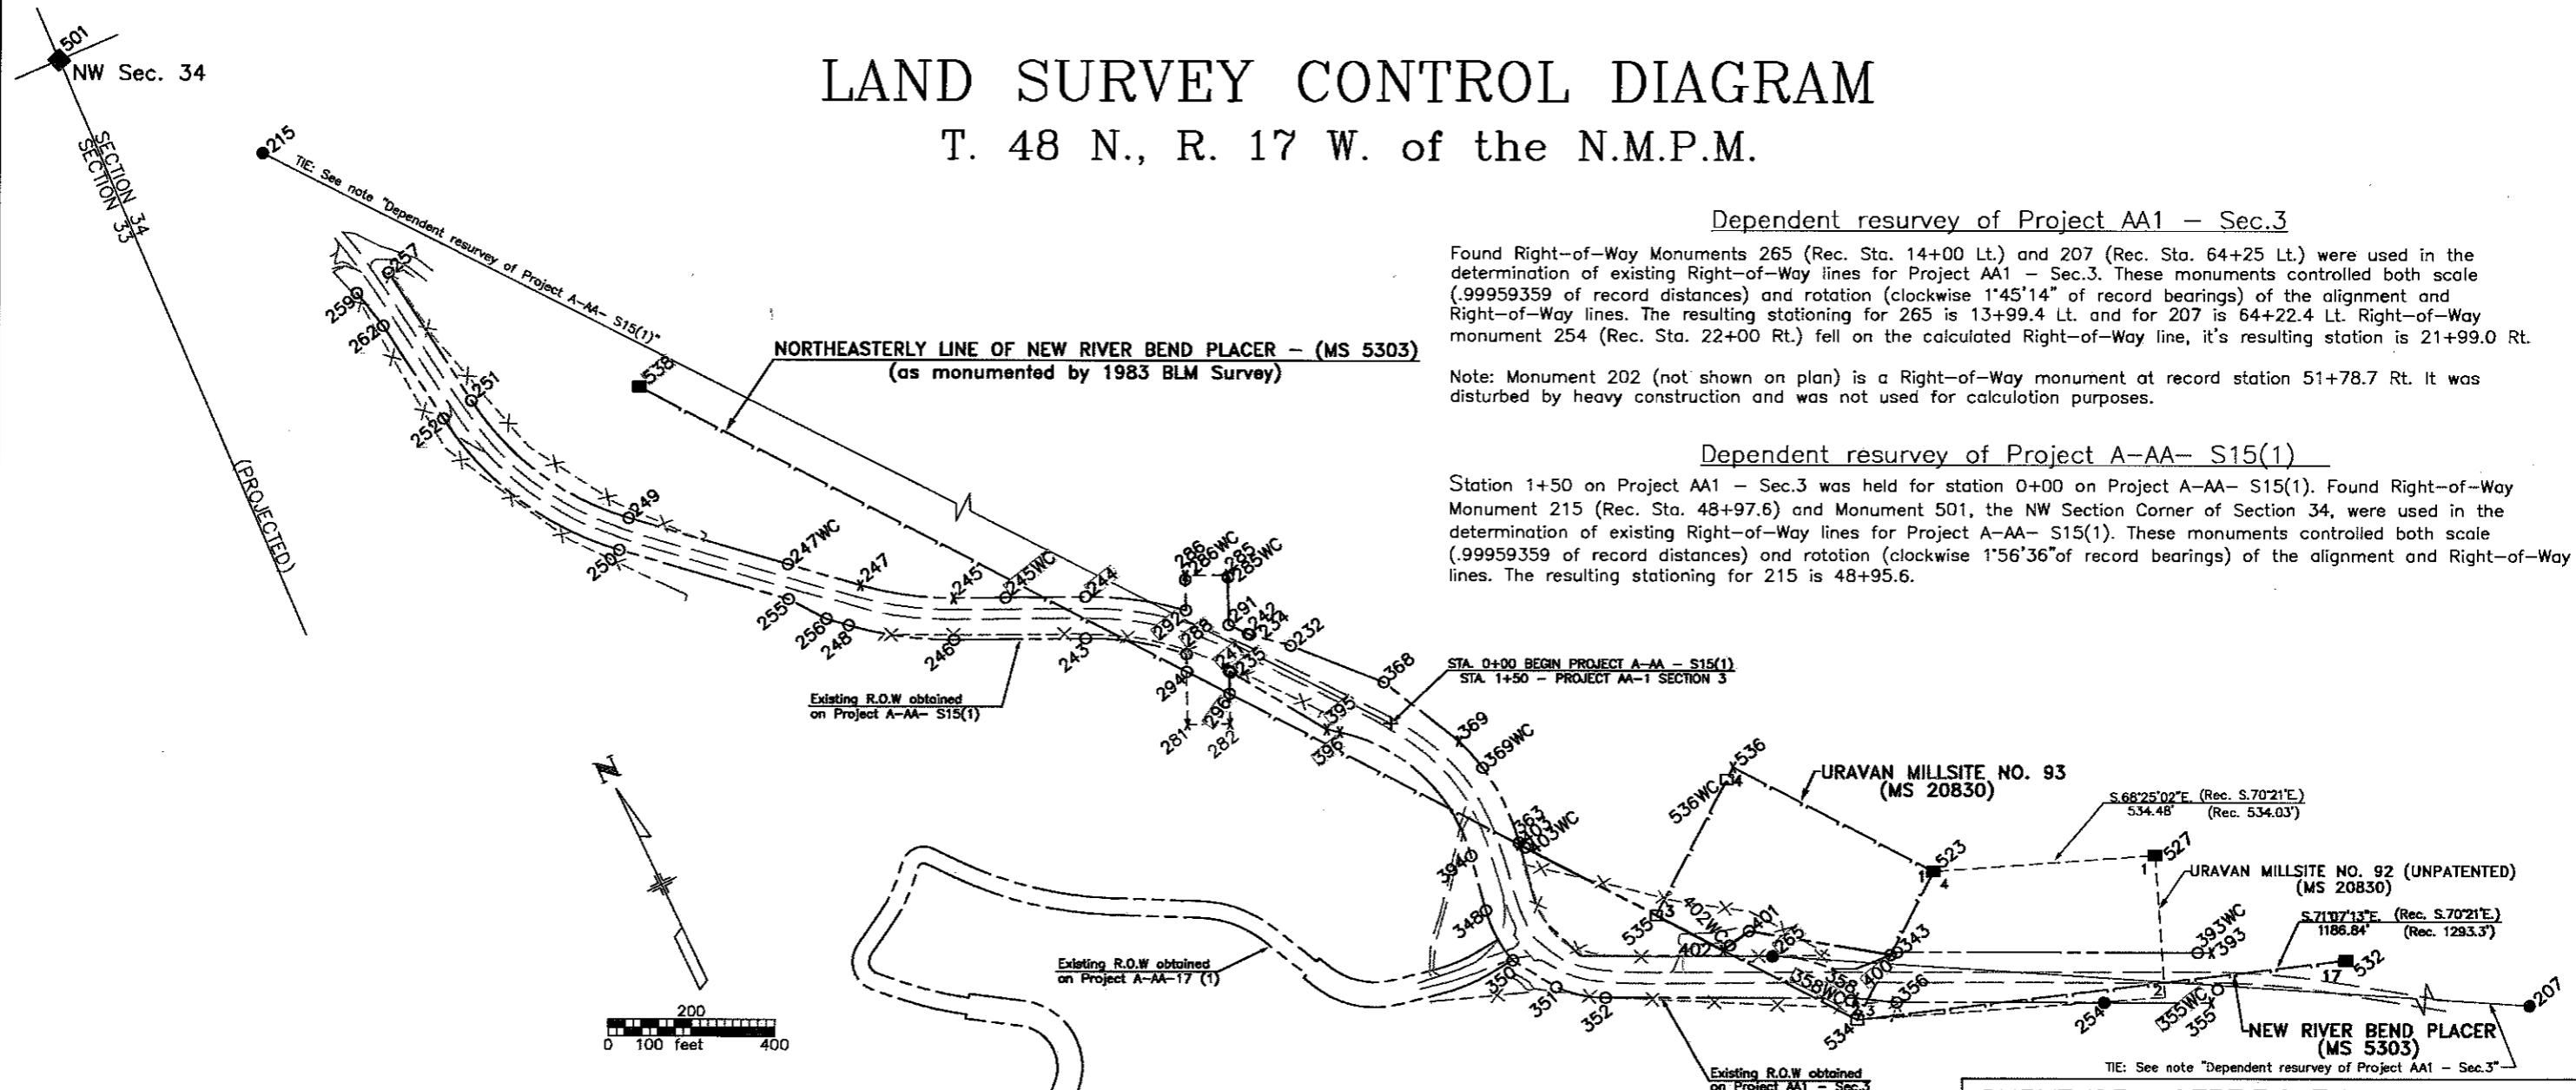 LAND SURVEY CONTROL DIAGRAM
T. 48 N., R. 17 W. of the N.M.P.M.
501
NW Sec. 34
SECTION 34
SECTION 33
(PROJECTED)
215
TIE: See note "Dependent resurvey of Project A-AA- S15(1)"
Dependent resurvey of Project AA1 - Sec.3
Found Right-of-Way Monuments 265 (Rec. Sta. 14+00 Lt.) and 207 (Rec. Sta. 64+25 Lt.) were used in the
determination of existing Right-of-Way lines for Project AA1 - Sec.3. These monuments controlled both scale
(.99959359 of record distances) and rotation (clockwise 1°45'14" of record bearings) of the alignment and
Right-of-Way lines. The resulting stationing for 265 is 13+99.4 Lt. and for 207 is 64+22.4 Lt. Right-of-Way
monument 254 (Rec. Sta. 22+00 Rt.) fell on the calculated Right-of-Way line, it's resulting station is 21+99.0 Rt.
Note: Monument 202 (not shown on plan) is a Right-of-Way monument at record station 51+78.7 Rt. It was
disturbed by heavy construction and was not used for calculation purposes.
Dependent resurvey of Project A-AA- S15(1)
Station 1+50 on Project AA1 - Sec.3 was held for station 0+00 on Project A-AA- S15(1). Found Right-of-Way
Monument 215 (Rec. Sta. 48+97.6) and Monument 501, the NW Section Corner of Section 34, were used in the
determination of existing Right-of-Way lines for Project A-AA- S15(1). These monuments controlled both scale
(.99959359 of record distances) and rotation (clockwise 1°56'36" of record bearings) of the alignment and Right-of-Way
lines. The resulting stationing for 215 is 48+95.6.
NORTHEASTERLY LINE OF NEW RIVER BEND PLACER - (MS 5303)
(as monumented by 1983 BLM Survey)
538
257
259
262
251
252
249
250
247WC
247
255
256
248
245
245WC
244
246
243
286
286WC
285
285WC
292
291
242
234
232
288
241
235
294
296
281
282
368
395
396
369
369WC
STA. 0+00 BEGIN PROJECT A-AA - S15(1)
STA. 1+50 - PROJECT AA-1 SECTION 3
Existing R.O.W obtained
on Project A-AA- S15(1)
N
200
0 100 feet 400
Existing R.O.W obtained
on Project A-AA-17 (1)
363
403
403WC
394
348
350
351
352
536
536WC
4
URAVAN MILLSITE NO. 93
(MS 20830)
523
1
4
S.68°25'02"E. (Rec. S.70°21'E.)
534.48' (Rec. 534.03')
527
1
URAVAN MILLSITE NO. 92 (UNPATENTED)
(MS 20830)
S.71°07'13"E. (Rec. S.70°21'E.)
1186.84' (Rec. 1293.3')
535
3
402WC
402
401
265
343
400
358
358WC
356
534
3
393WC
393
532
17
2
254
355WC
355
207
NEW RIVER BEND PLACER
(MS 5303)
TIE: See note "Dependent resurvey of Project AA1 - Sec.3"
Existing R.O.W obtained
on Project AA1 - Sec.3